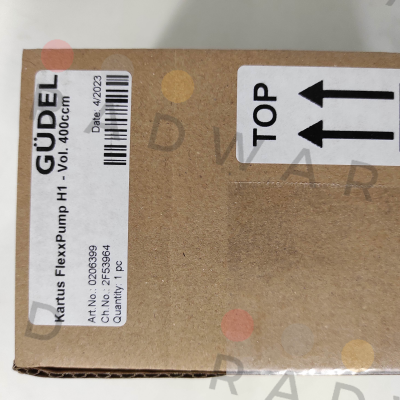 GÜDEL
Kartus FlexxPump H1 - Vol. 400ccm
Date: 4/2023
Art.No.: 0206399
Ch.No.: 2F53964
Quantity: 1 pc
TOP